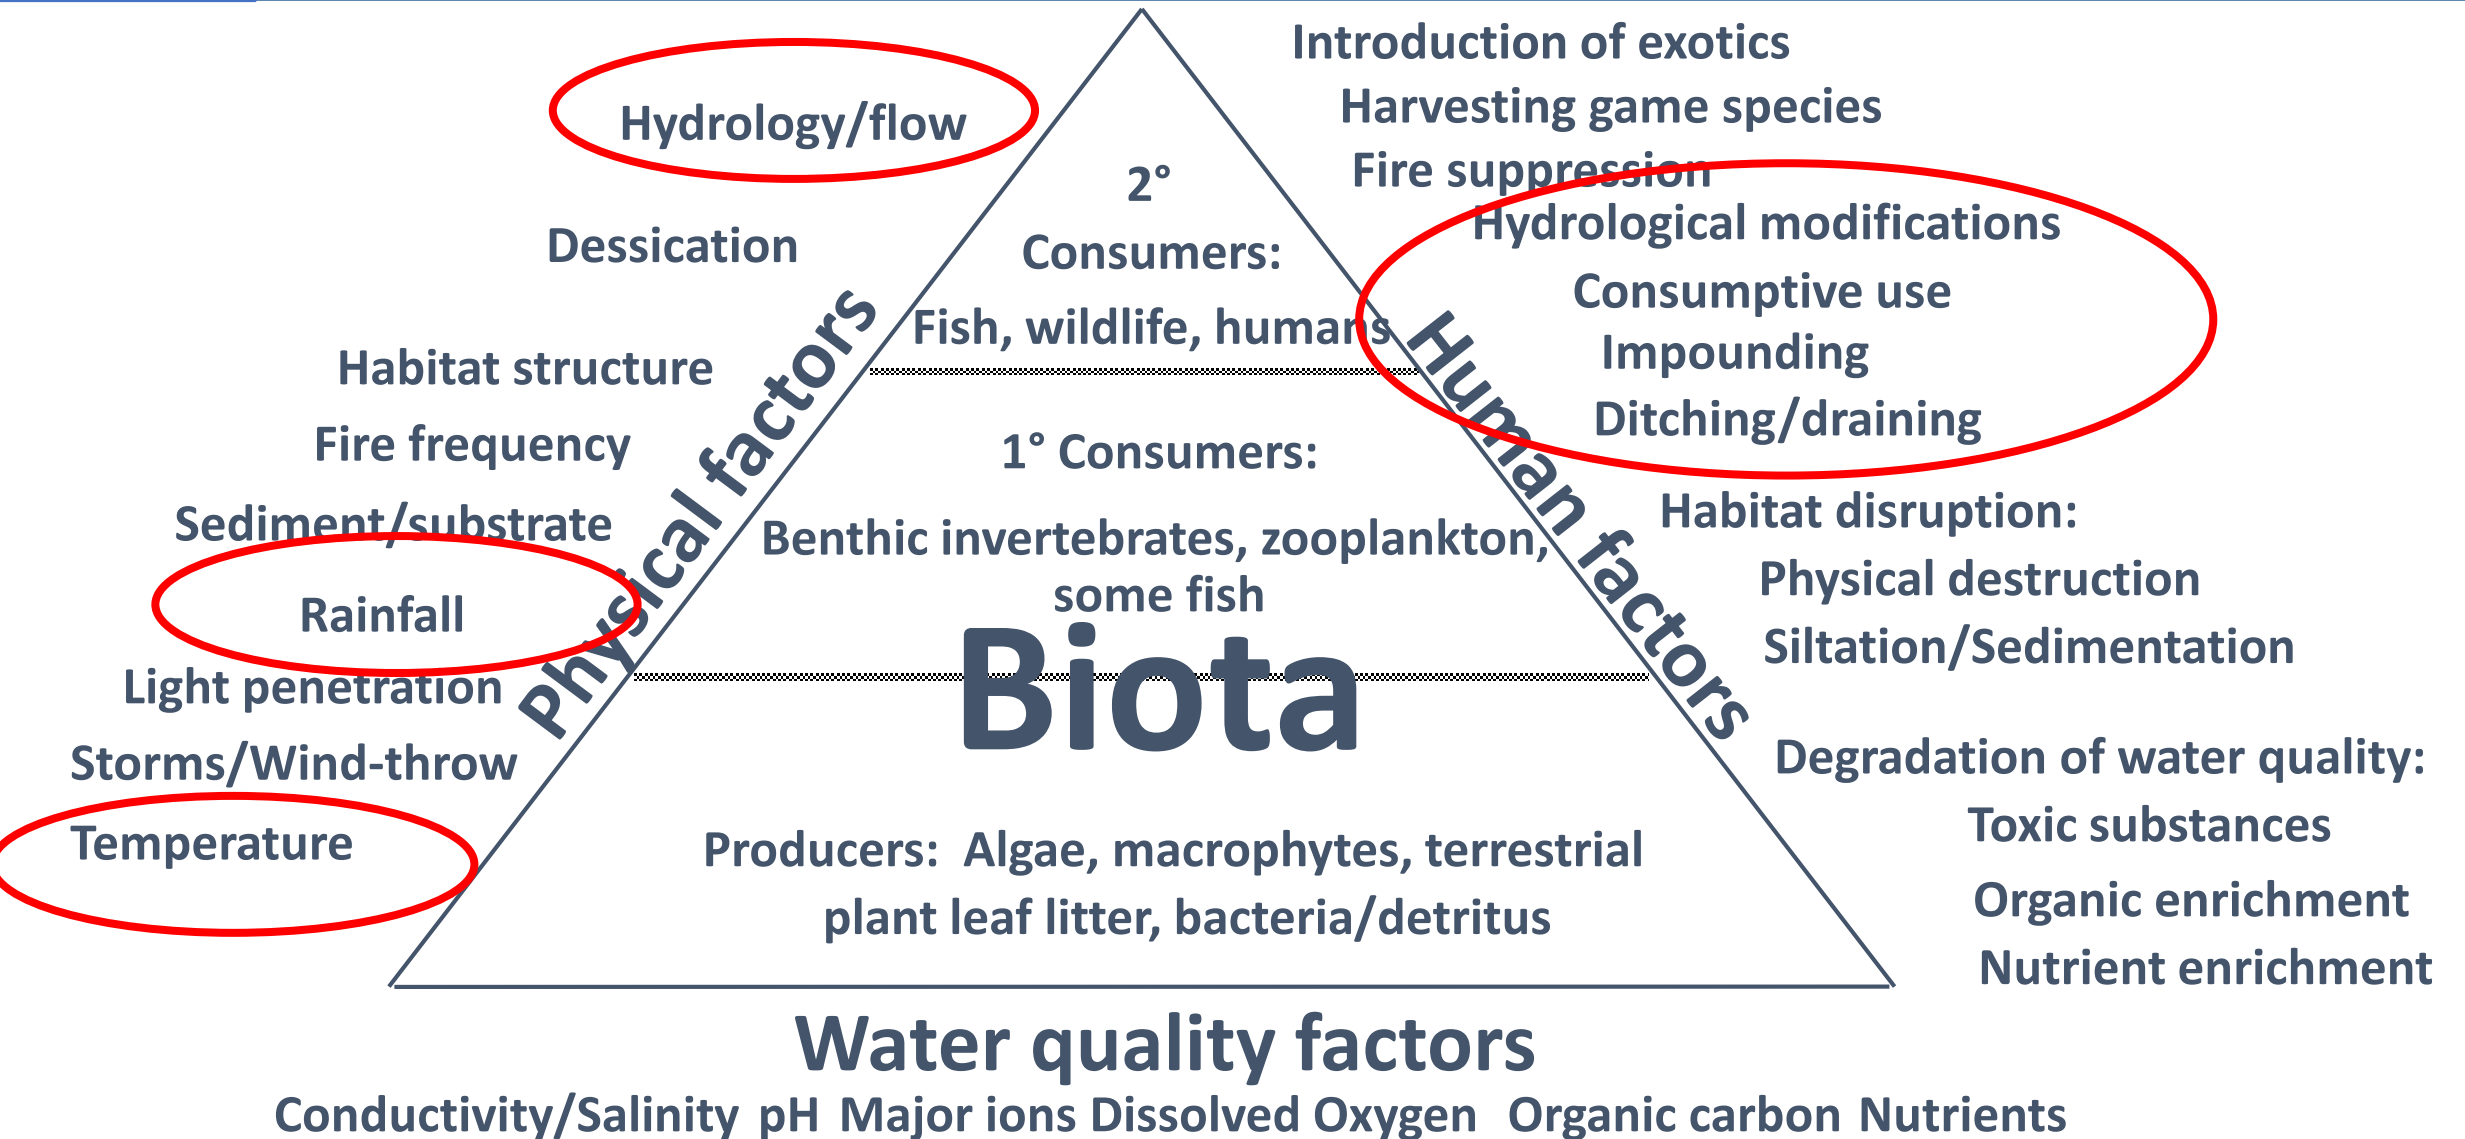 Hydrology/flow
Dessication
Habitat structure
Fire frequency
Sediment/substrate
Rainfall
Light penetration
Storms/Wind-throw
Temperature
Physical factors
2°
Consumers:
Fish, wildlife, humans
1° Consumers:
Benthic invertebrates, zooplankton,
some fish
Biota
Producers: Algae, macrophytes, terrestrial
plant leaf litter, bacteria/detritus
Human factors
Introduction of exotics
Harvesting game species
Fire suppression
Hydrological modifications
Consumptive use
Impounding
Ditching/draining
Habitat disruption:
Physical destruction
Siltation/Sedimentation
Degradation of water quality:
Toxic substances
Organic enrichment
Nutrient enrichment
Water quality factors
Conductivity/Salinity pH Major ions Dissolved Oxygen Organic carbon Nutrients